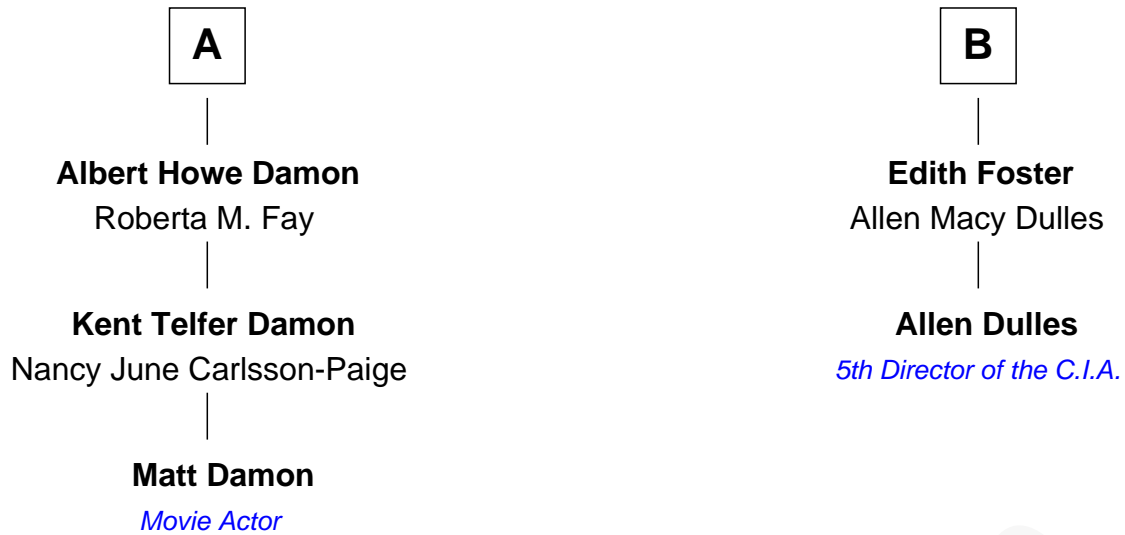 A
B
Albert Howe Damon
Roberta M. Fay
Edith Foster
Allen Macy Dulles
Kent Telfer Damon
Nancy June Carlsson-Paige
Allen Dulles
5th Director of the C.I.A.
Matt Damon
Movie Actor